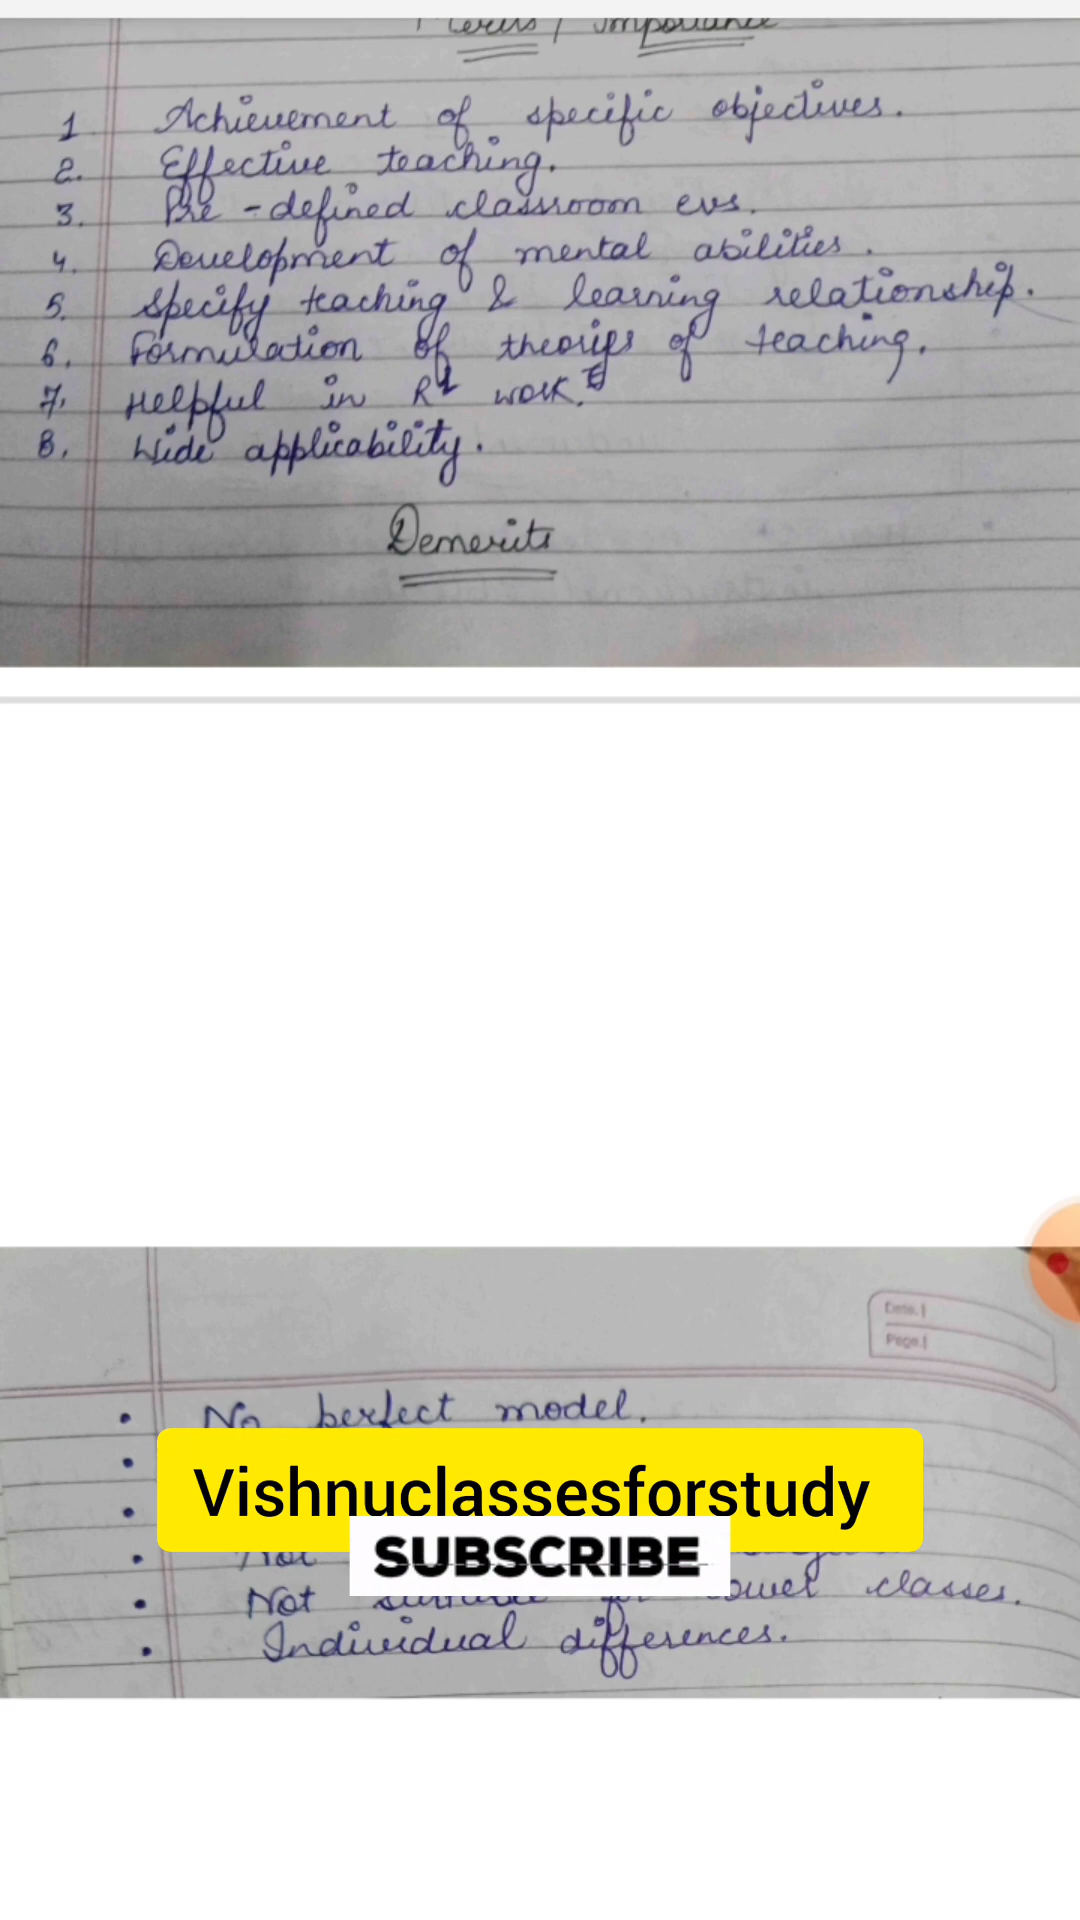 Merits / Importance
1 Achievement of specific objectives.
2. Effective teaching.
3. Pre-defined classroom evs.
4. Development of mental abilities.
5. Specify teaching & learning relationship.
6. Formulation of theories of teaching.
7. Helpful in R work.
8. Wide applicability.
Demerits
Date.
Page.
• No perfect model.
Vishnuclassesforstudy
SUBSCRIBE
Not
• Not lower classes.
• Individual differences.